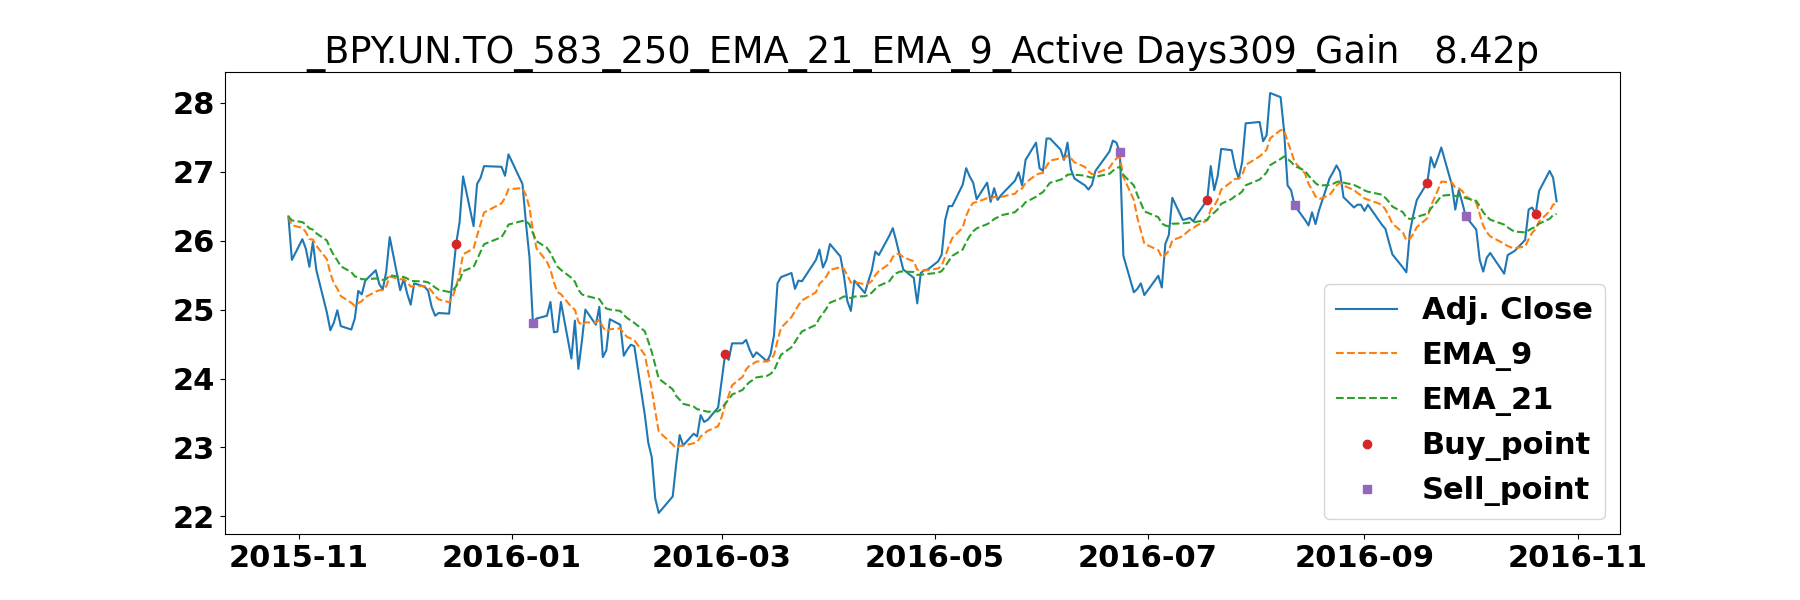 _BPY.UN.TO_583_250_EMA_21_EMA_9_Active Days309_Gain   8.42p
28
27
26
25
24
23
22
Adj. Close
EMA_9
EMA_21
Buy_point
Sell_point
2015-11
2016-01
2016-03
2016-05
2016-07
2016-09
2016-11